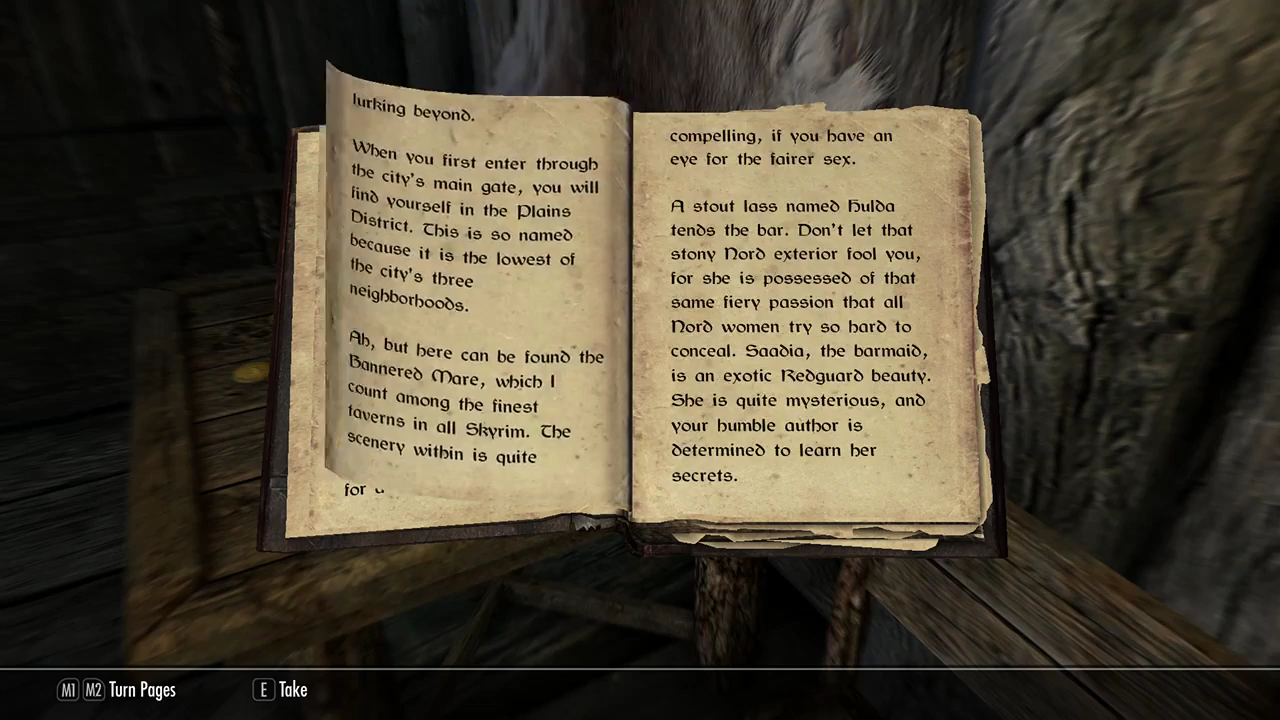 lurking beyond.
When you first enter through
the city's main gate, you will
find yourself in the Plains
District. This is so named
because it is the lowest of
the city's three
neighborhoods.
Ah, but here can be found the
Bannered Mare, which I
count among the finest
taverns in all Skyrim. The
scenery within is quite
for
compelling, if you have an
eye for the fairer sex.
A stout lass named Hulda
tends the bar. Don't let that
stony Nord exterior fool you,
for she is possessed of that
same fiery passion that all
Nord women try so hard to
conceal. Saadia, the barmaid,
is an exotic Redguard beauty.
She is quite mysterious, and
your humble author is
determined to learn her
secrets.
M1 M2 Turn Pages
E Take